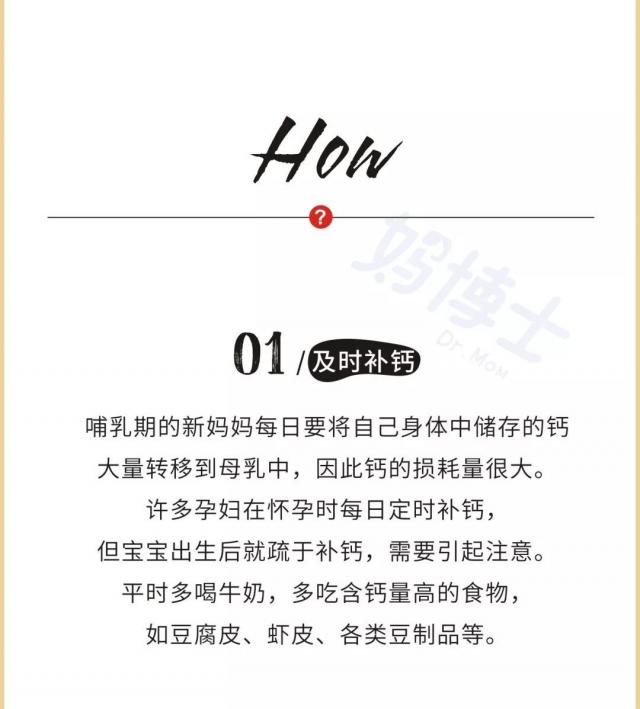 How
?
妈博士
Dr. Mom
01/及时补钙
哺乳期的新妈妈每日要将自己身体中储存的钙
大量转移到母乳中，因此钙的损耗量很大。
许多孕妇在怀孕时每日定时补钙，
但宝宝出生后就疏于补钙，需要引起注意。
平时多喝牛奶，多吃含钙量高的食物，
如豆腐皮、虾皮、各类豆制品等。